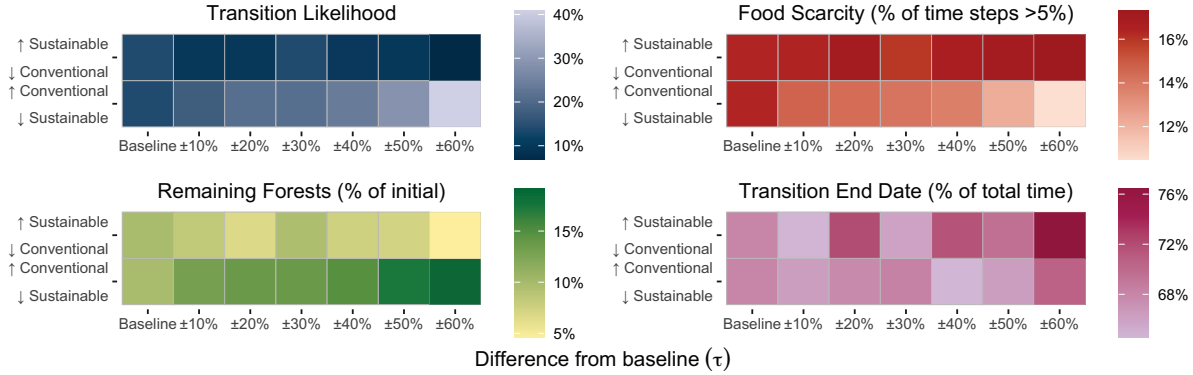 Transition Likelihood
↑ Sustainable
↓ Conventional
↑ Conventional
↓ Sustainable
Baseline ±10% ±20% ±30% ±40% ±50% ±60%
40%
30%
20%
10%
Food Scarcity (% of time steps >5%)
↑ Sustainable
↓ Conventional
↑ Conventional
↓ Sustainable
Baseline ±10% ±20% ±30% ±40% ±50% ±60%
16%
14%
12%
Remaining Forests (% of initial)
↑ Sustainable
↓ Conventional
↑ Conventional
↓ Sustainable
Baseline ±10% ±20% ±30% ±40% ±50% ±60%
15%
10%
5%
Transition End Date (% of total time)
↑ Sustainable
↓ Conventional
↑ Conventional
↓ Sustainable
Baseline ±10% ±20% ±30% ±40% ±50% ±60%
76%
72%
68%
Difference from baseline (τ)